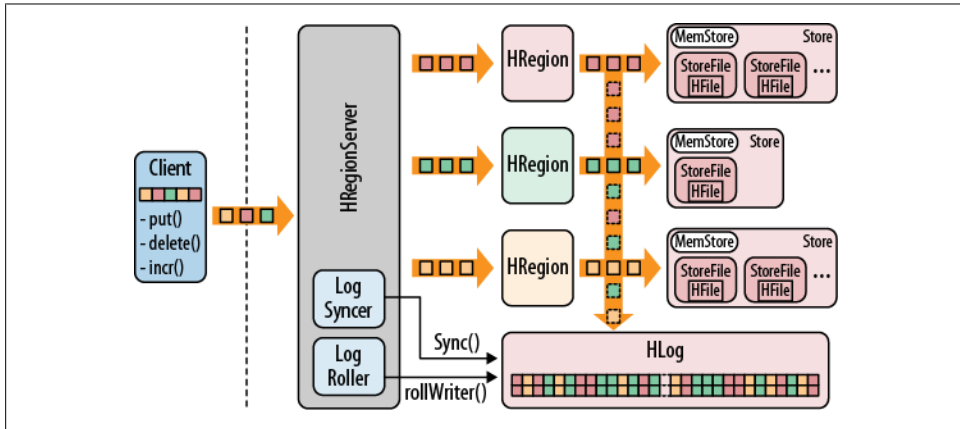 Client
- put()
- delete()
- incr()
HRegionServer
Log
Syncer
Log
Roller
HRegion
MemStore
Store
StoreFile
HFile
StoreFile
HFile
...
HRegion
MemStore
Store
StoreFile
HFile
HRegion
MemStore
Store
StoreFile
HFile
StoreFile
HFile
...
Sync()
rollWriter()
HLog